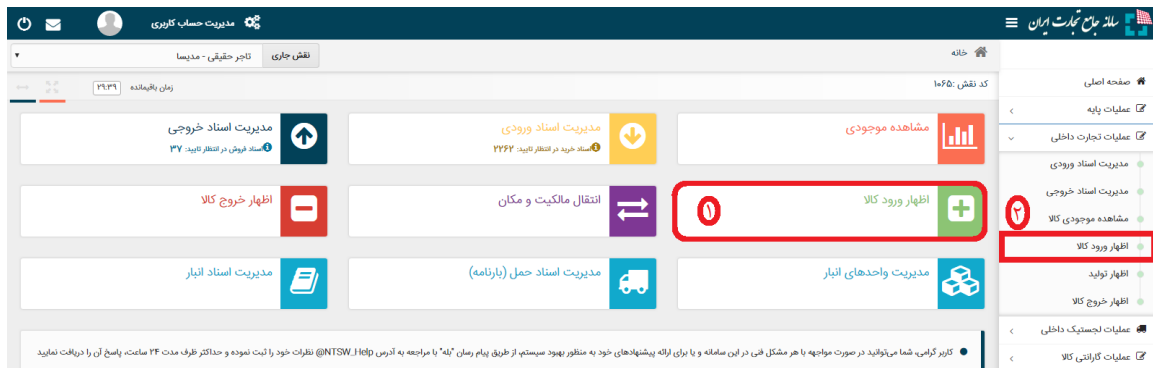 سامانه جامع تجارت ایران
مدیریت حساب کاربری
خانه
نقش جاری
تاجر حقیقی - مدیسا
کد نقش :۱۰۶۵
زمان باقیمانده ۲۹:۳۹
صفحه اصلی
عملیات پایه
عملیات تجارت داخلی
مدیریت اسناد ورودی
مدیریت اسناد خروجی
مشاهده موجودی کالا
۲
اظهار ورود کالا
اظهار تولید
اظهار خروج کالا
عملیات لجستیک داخلی
عملیات گارانتی کالا
مشاهده موجودی
مدیریت اسناد ورودی
اسناد خرید در انتظار تایید: ۲۲۶۲
مدیریت اسناد خروجی
اسناد فروش در انتظار تایید: ۳۷
اظهار ورود کالا
۱
انتقال مالکیت و مکان
اظهار خروج کالا
مدیریت واحدهای انبار
مدیریت اسناد حمل (بارنامه)
مدیریت اسناد انبار
کاربر گرامی، شما می‌توانید در صورت مواجهه با هر مشکل فنی در این سامانه و یا برای ارائه پیشنهادهای خود به منظور بهبود سیستم، از طریق پیام رسان "بله" با مراجعه به آدرس NTSW_Help@ نظرات خود را ثبت نموده و حداکثر ظرف مدت ۲۴ ساعت، پاسخ آن را دریافت نمایید